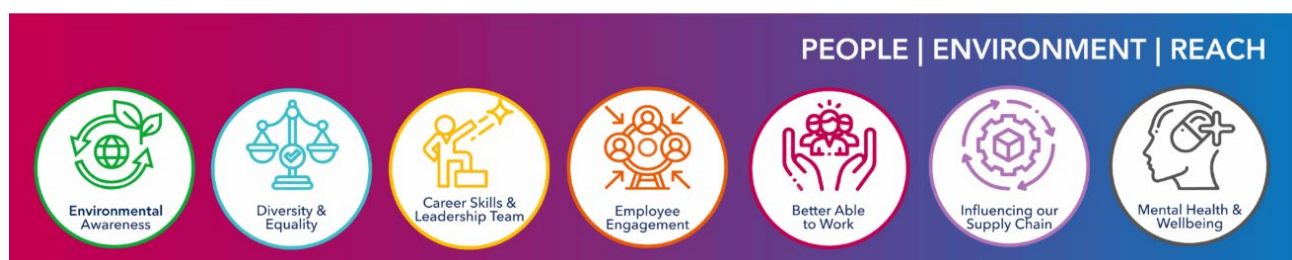 PEOPLE | ENVIRONMENT | REACH
Environmental
Awareness
Diversity &
Equality
Career Skills &
Leadership Team
Employee
Engagement
Better Able
to Work
Influencing our
Supply Chain
Mental Health &
Wellbeing